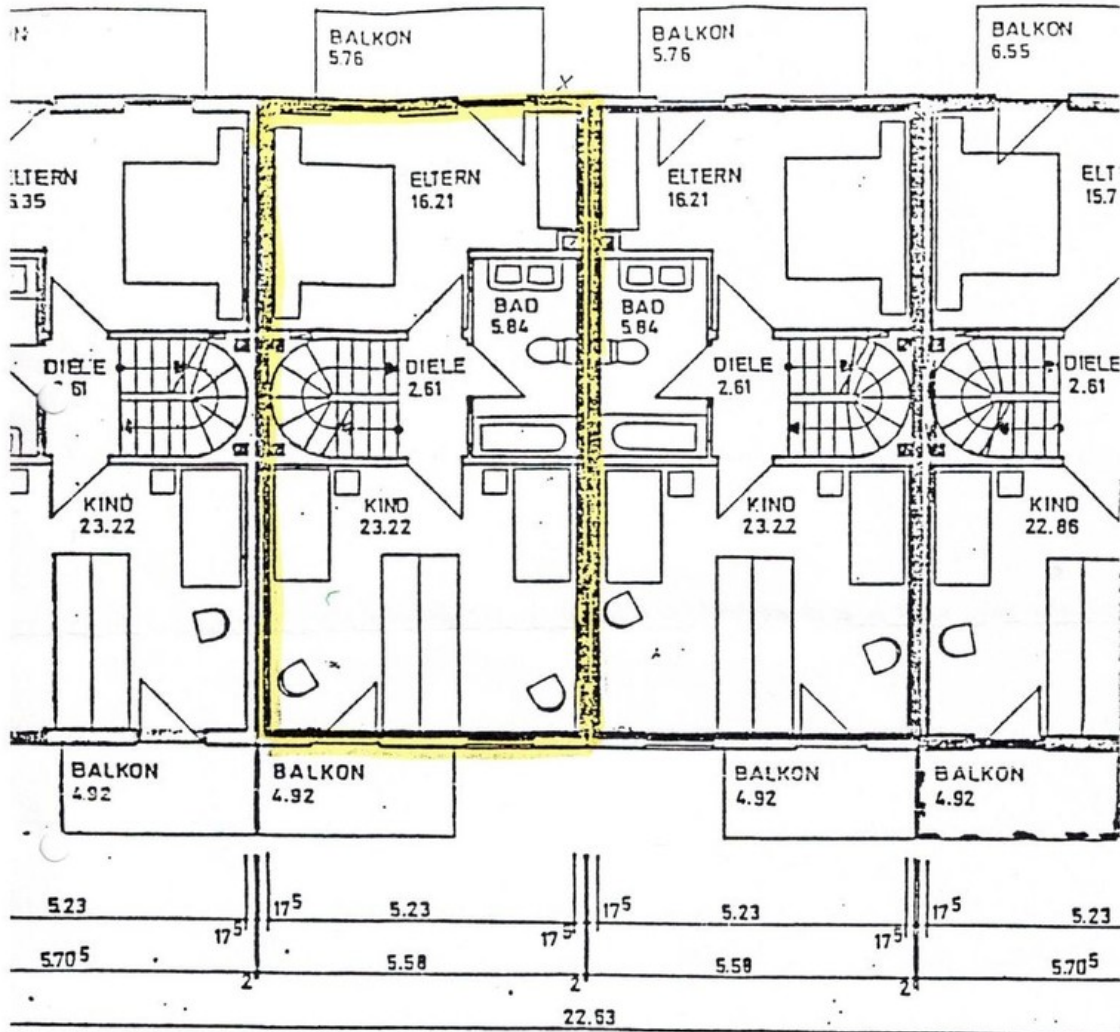 N
BALKON
5.76
BALKON
5.76
BALKON
6.55
X
LTERN
ELTERN
16.21
ELTERN
16.21
ELT
15.7
BAD
5.84
BAD
5.84
DIELE
61
DIELE
2.61
DIELE
2.61
DIELE
2.61
KIND
23.22
KIND
23.22
KIND
23.22
KIND
22.86
BALKON
4.92
BALKON
4.92
BALKON
4.92
BALKON
4.92
5.23
17⁵
17⁵
5.23
17⁵
17⁵
5.23
17⁵
17⁵
5.23
5.70⁵
2
5.58
2
5.58
2
5.70⁵
22.63